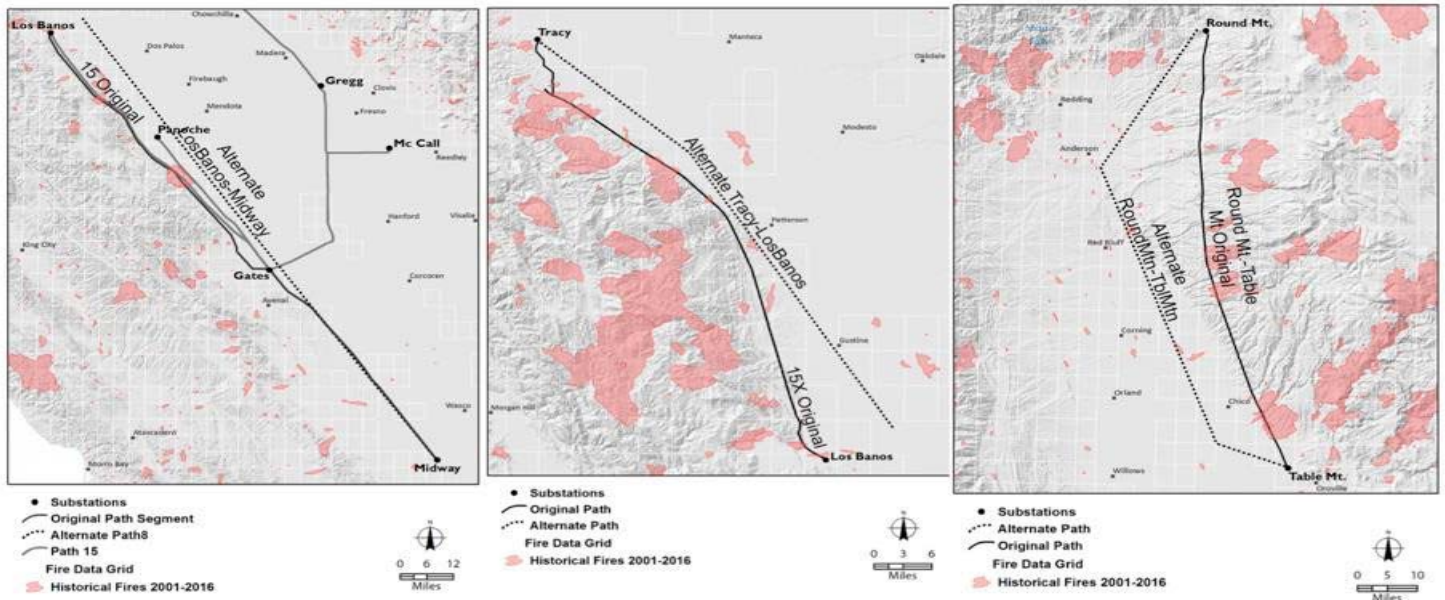 Chowchilla
Los Banos
Dos Palos
Madera
Firebaugh
Gregg
Clovis
15 Original
Mendota
Fresno
Panoche
Mc Call
Reedley
Alternate
LosBanos-Midway
Hanford
Visalia
King City
Gates
Corcoran
Avenal
Wasco
Atascadero
Morro Bay
Midway
Substations
Original Path Segment
Alternate Path8
Path 15
Fire Data Grid
Historical Fires 2001-2016
N
0 6 12
Miles
Tracy
Manteca
Oakdale
Modesto
Alternate Tracy-LosBanos
Patterson
Gustine
15X Original
Morgan Hill
Los Banos
Substations
Original Path
Alternate Path
Fire Data Grid
Historical Fires 2001-2016
N
0 3 6
Miles
Round Mt.
Redding
Anderson
Round Mt.-Table
Mt Original
Alternate
RoundMtn-TblMtn
Red Bluff
Corning
Orland
Chico
Willows
Table Mt.
Oroville
Substations
Alternate Path
Original Path
Fire Data Grid
Historical Fires 2001-2016
N
0 5 10
Miles